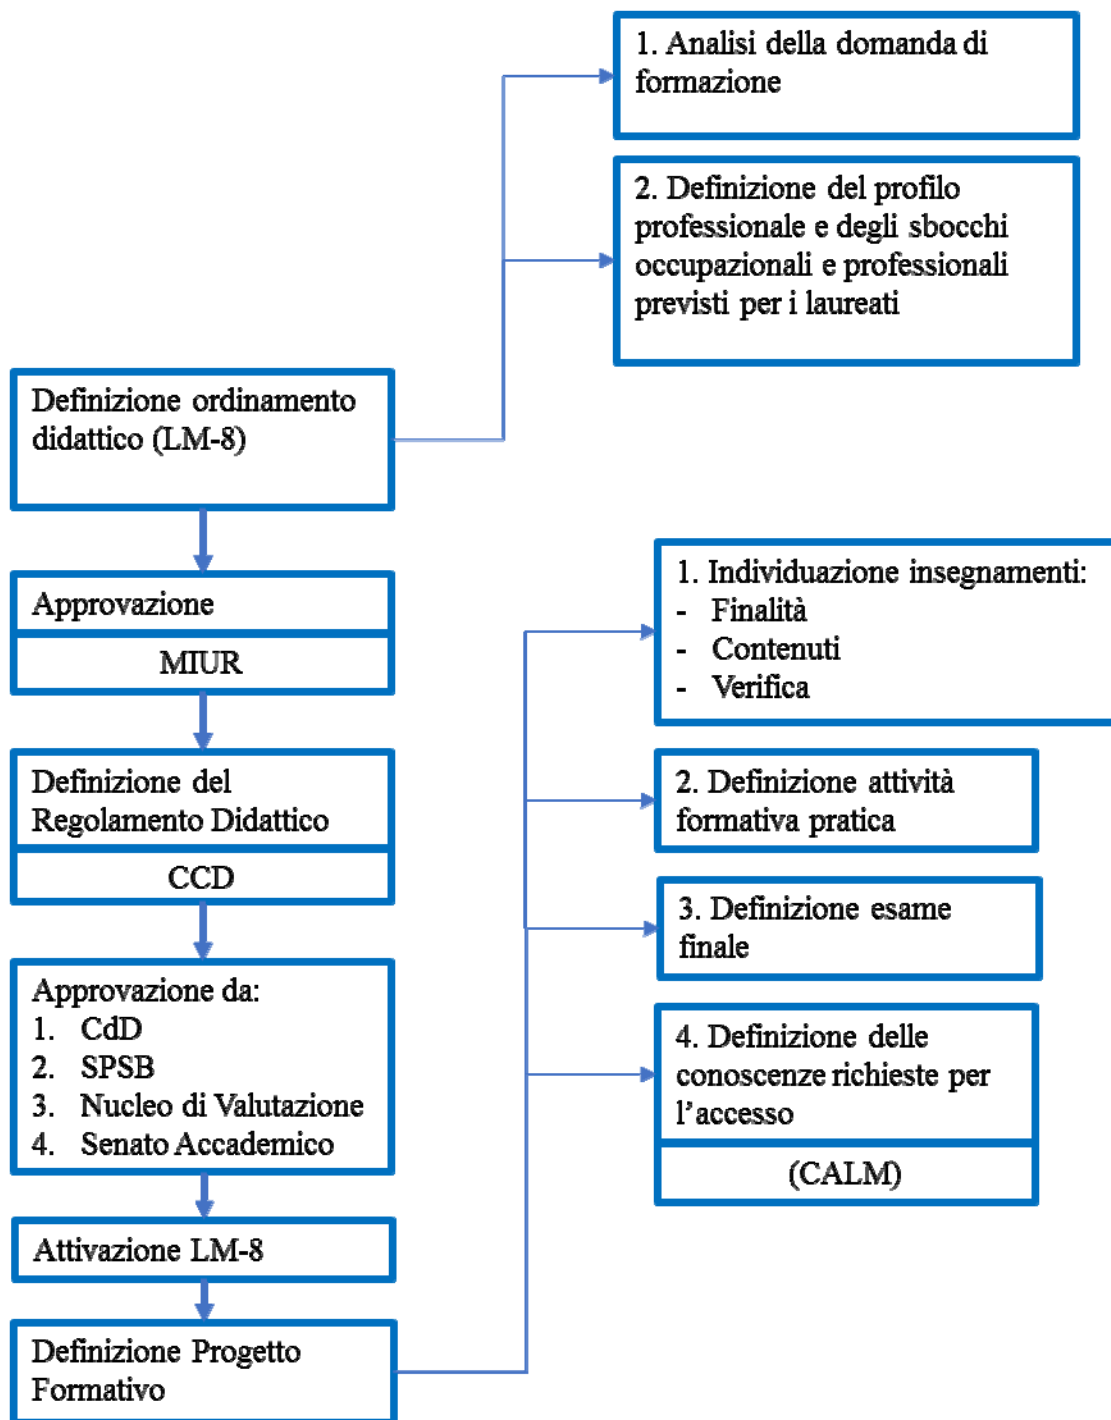 1. Analisi della domanda di
formazione
2. Definizione del profilo
professionale e degli sbocchi
occupazionali e professionali
previsti per i laureati
Definizione ordinamento
didattico (LM-8)
Approvazione
MIUR
Definizione del
Regolamento Didattico
CCD
Approvazione da:
1. CdD
2. SPSB
3. Nucleo di Valutazione
4. Senato Accademico
Attivazione LM-8
Definizione Progetto
Formativo
1. Individuazione insegnamenti:
- Finalità
- Contenuti
- Verifica
2. Definizione attività
formativa pratica
3. Definizione esame
finale
4. Definizione delle
conoscenze richieste per
l’accesso
(CALM)